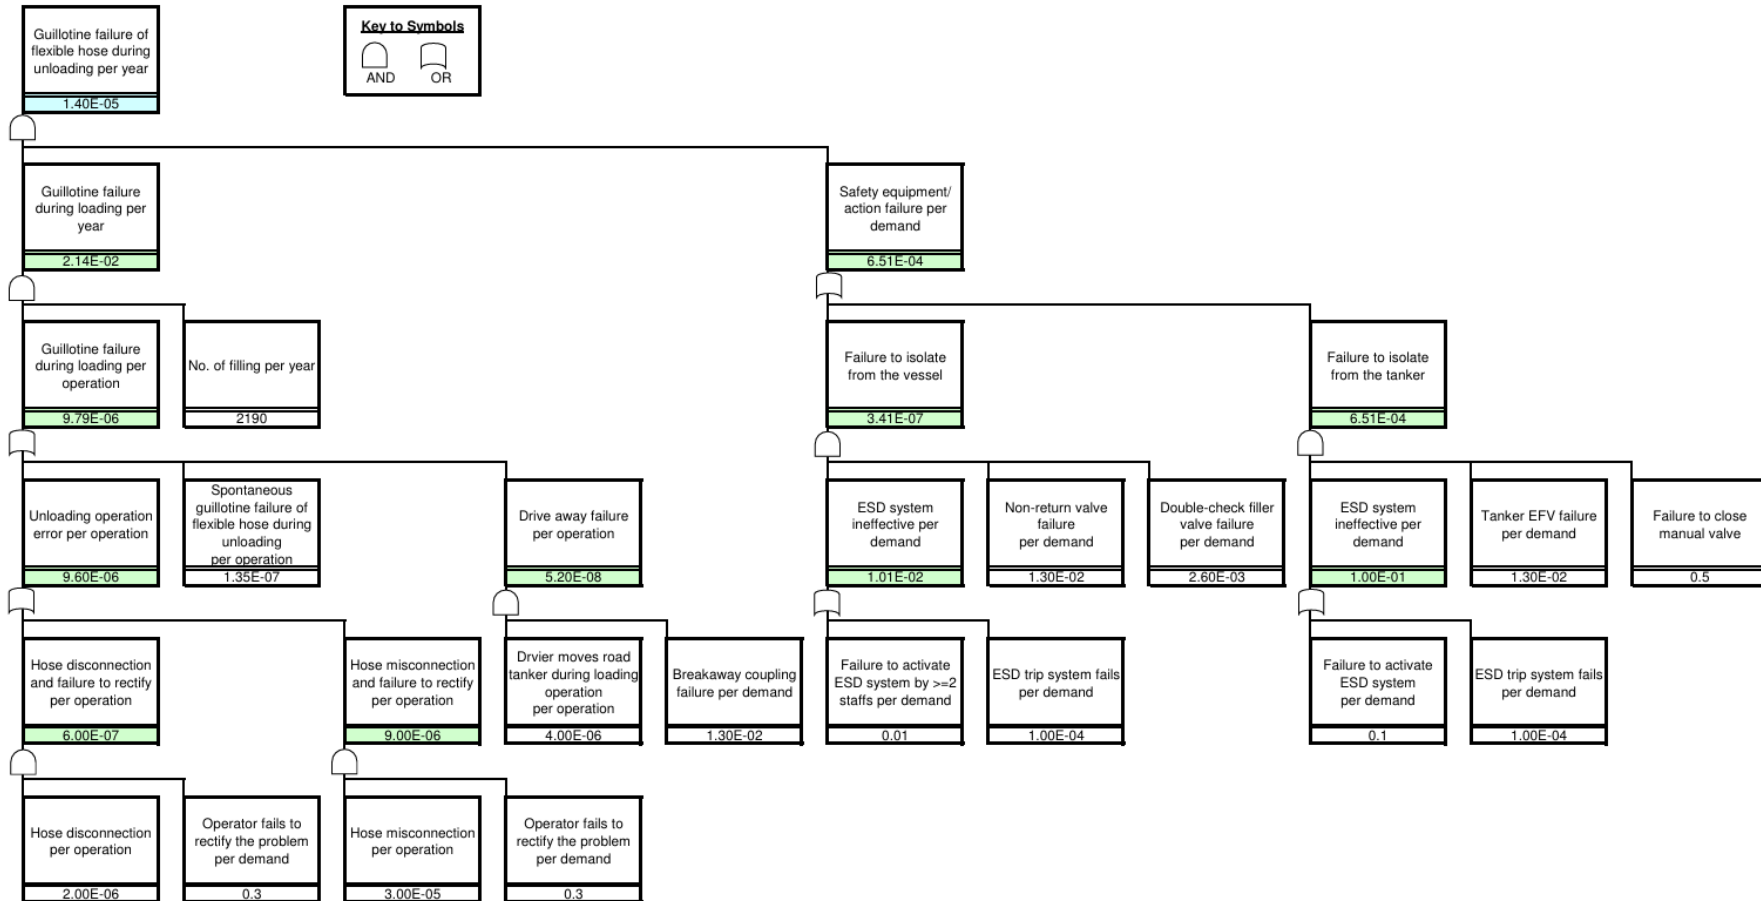 Guillotine failure of
flexible hose during
unloading per year
1.40E-05
Key to Symbols
AND
OR
Guillotine failure
during loading per
year
2.14E-02
Safety equipment/
action failure per
demand
6.51E-04
Guillotine failure
during loading per
operation
9.79E-06
No. of filling per year
2190
Failure to isolate
from the vessel
3.41E-07
Failure to isolate
from the tanker
6.51E-04
Unloading operation
error per operation
9.60E-06
Spontaneous
guillotine failure of
flexible hose during
unloading
per operation
1.35E-07
Drive away failure
per operation
5.20E-08
ESD system
ineffective per
demand
1.01E-02
Non-return valve
failure
per demand
1.30E-02
Double-check filler
valve failure
per demand
2.60E-03
ESD system
ineffective per
demand
1.00E-01
Tanker EFV failure
per demand
1.30E-02
Failure to close
manual valve
0.5
Hose disconnection
and failure to rectify
per operation
6.00E-07
Hose misconnection
and failure to rectify
per operation
9.00E-06
Drvier moves road
tanker during loading
operation
per operation
4.00E-06
Breakaway coupling
failure per demand
1.30E-02
Failure to activate
ESD system by >=2
staffs per demand
0.01
ESD trip system fails
per demand
1.00E-04
Failure to activate
ESD system
per demand
0.1
ESD trip system fails
per demand
1.00E-04
Hose disconnection
per operation
2.00E-06
Operator fails to
rectify the problem
per demand
0.3
Hose misconnection
per operation
3.00E-05
Operator fails to
rectify the problem
per demand
0.3